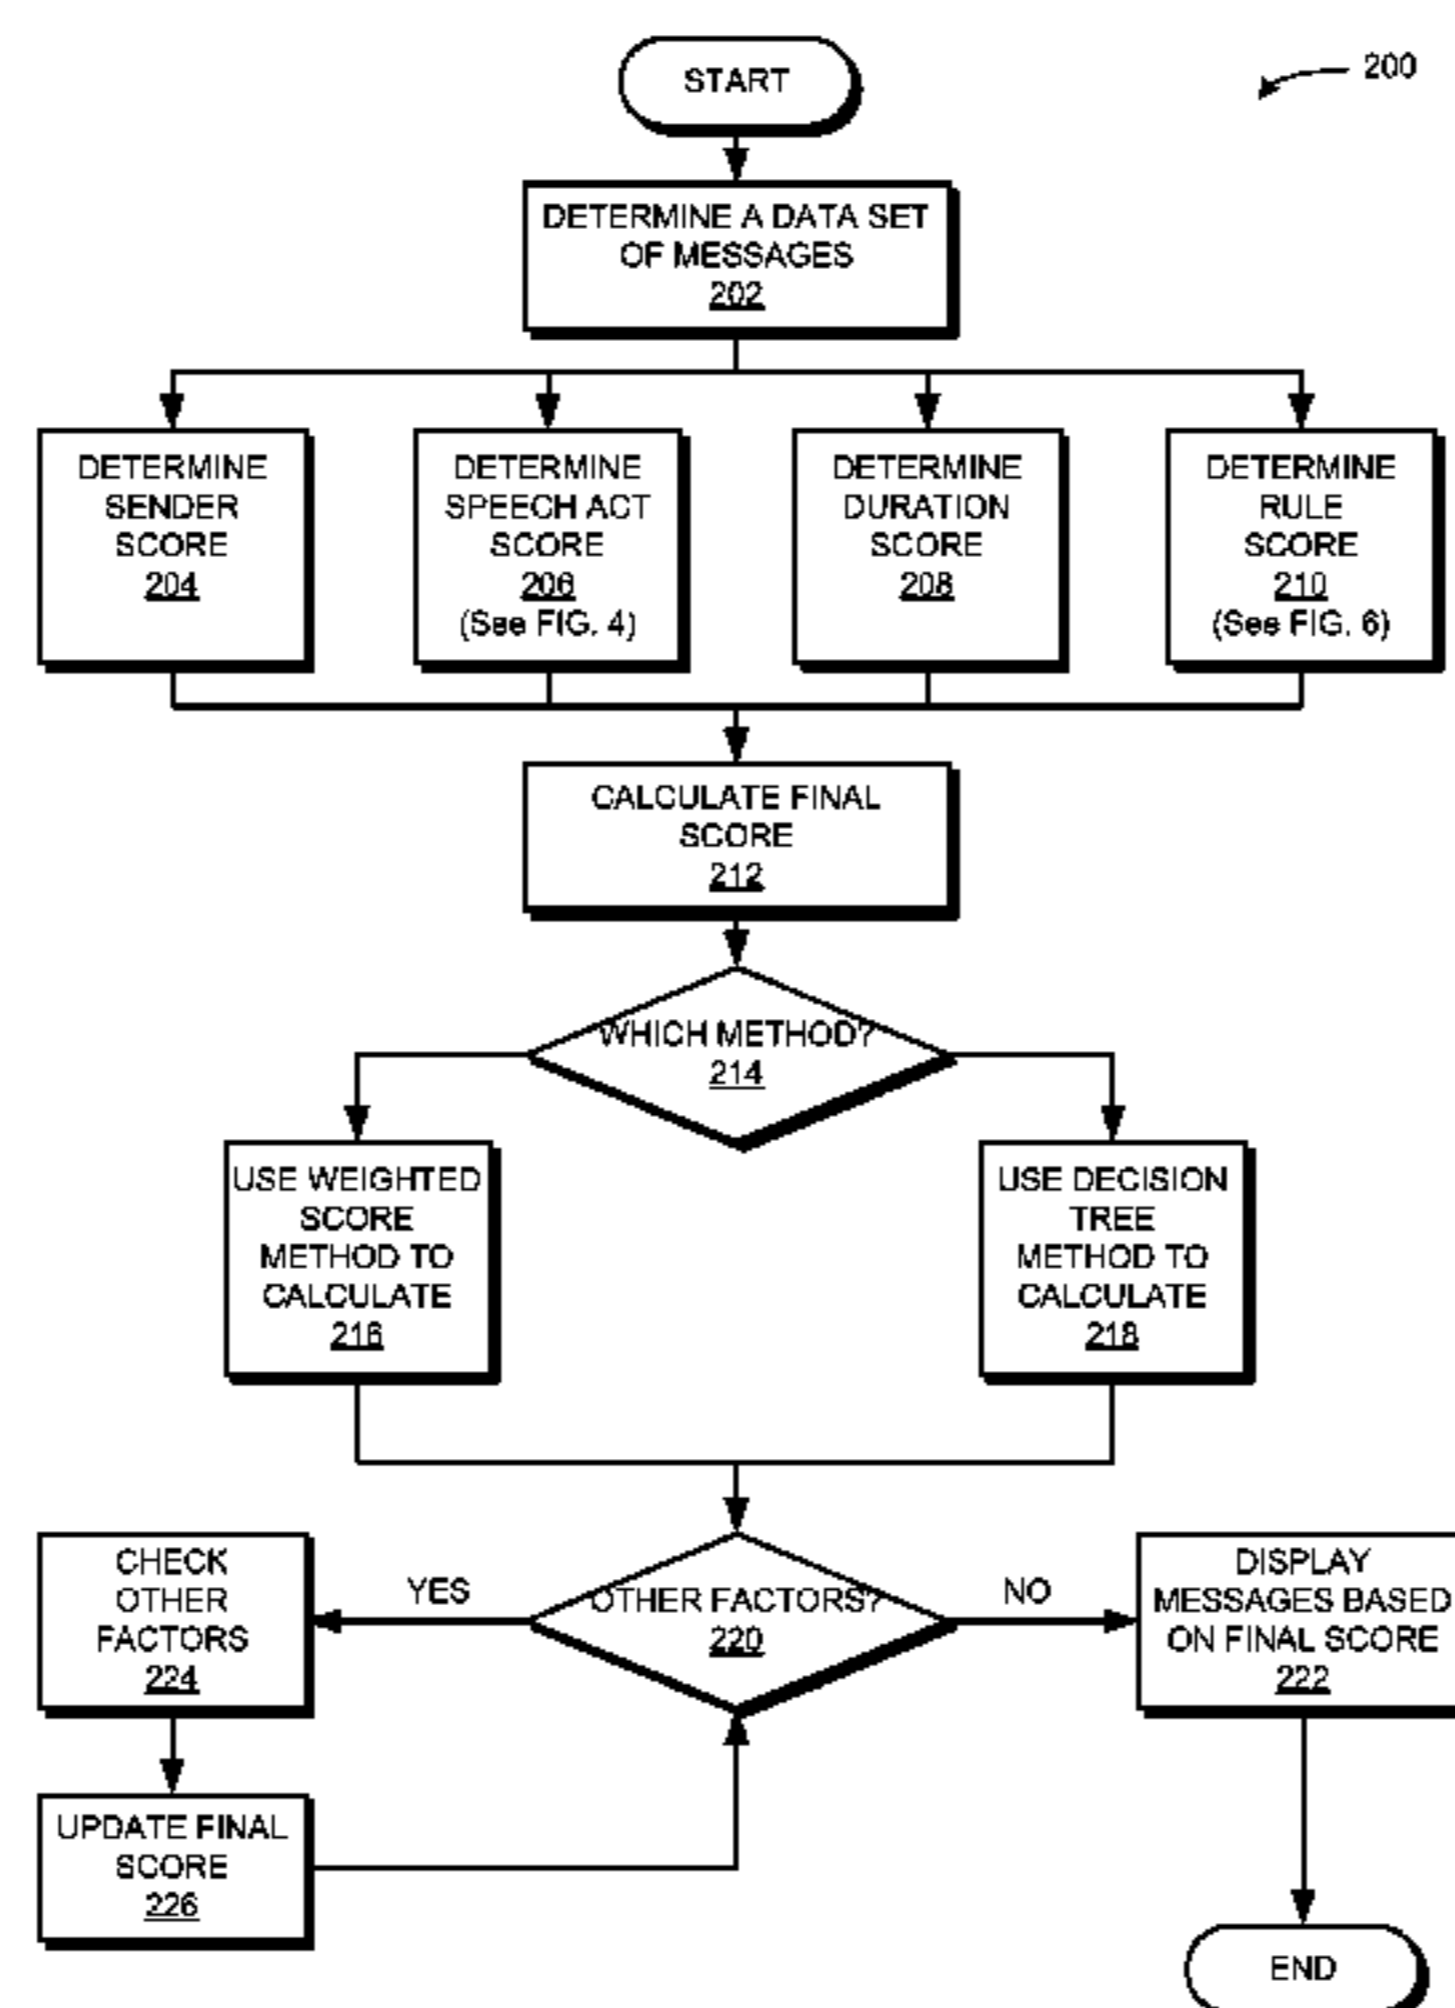 START
200
DETERMINE A DATA SET
OF MESSAGES
202
DETERMINE
SENDER
SCORE
204
DETERMINE
SPEECH ACT
SCORE
206
(See FIG. 4)
DETERMINE
DURATION
SCORE
208
DETERMINE
RULE
SCORE
210
(See FIG. 6)
CALCULATE FINAL
SCORE
212
WHICH METHOD?
214
USE WEIGHTED
SCORE
METHOD TO
CALCULATE
216
USE DECISION
TREE
METHOD TO
CALCULATE
218
CHECK
OTHER
FACTORS
224
YES
OTHER FACTORS?
220
NO
DISPLAY
MESSAGES BASED
ON FINAL SCORE
222
UPDATE FINAL
SCORE
226
END